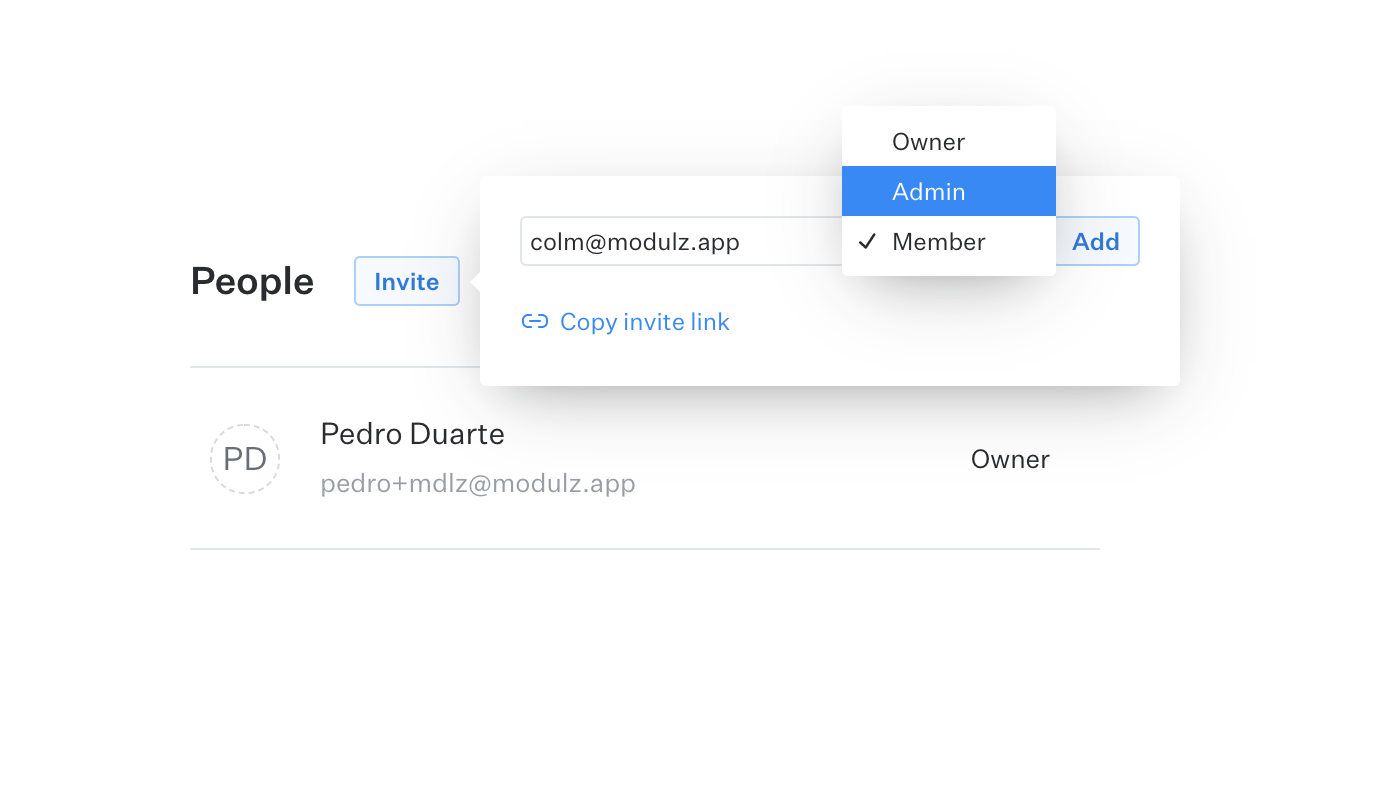 Owner
Admin
colm@modulz.app
Member
Add
People
Invite
Copy invite link
PD
Pedro Duarte
pedro+mdlz@modulz.app
Owner